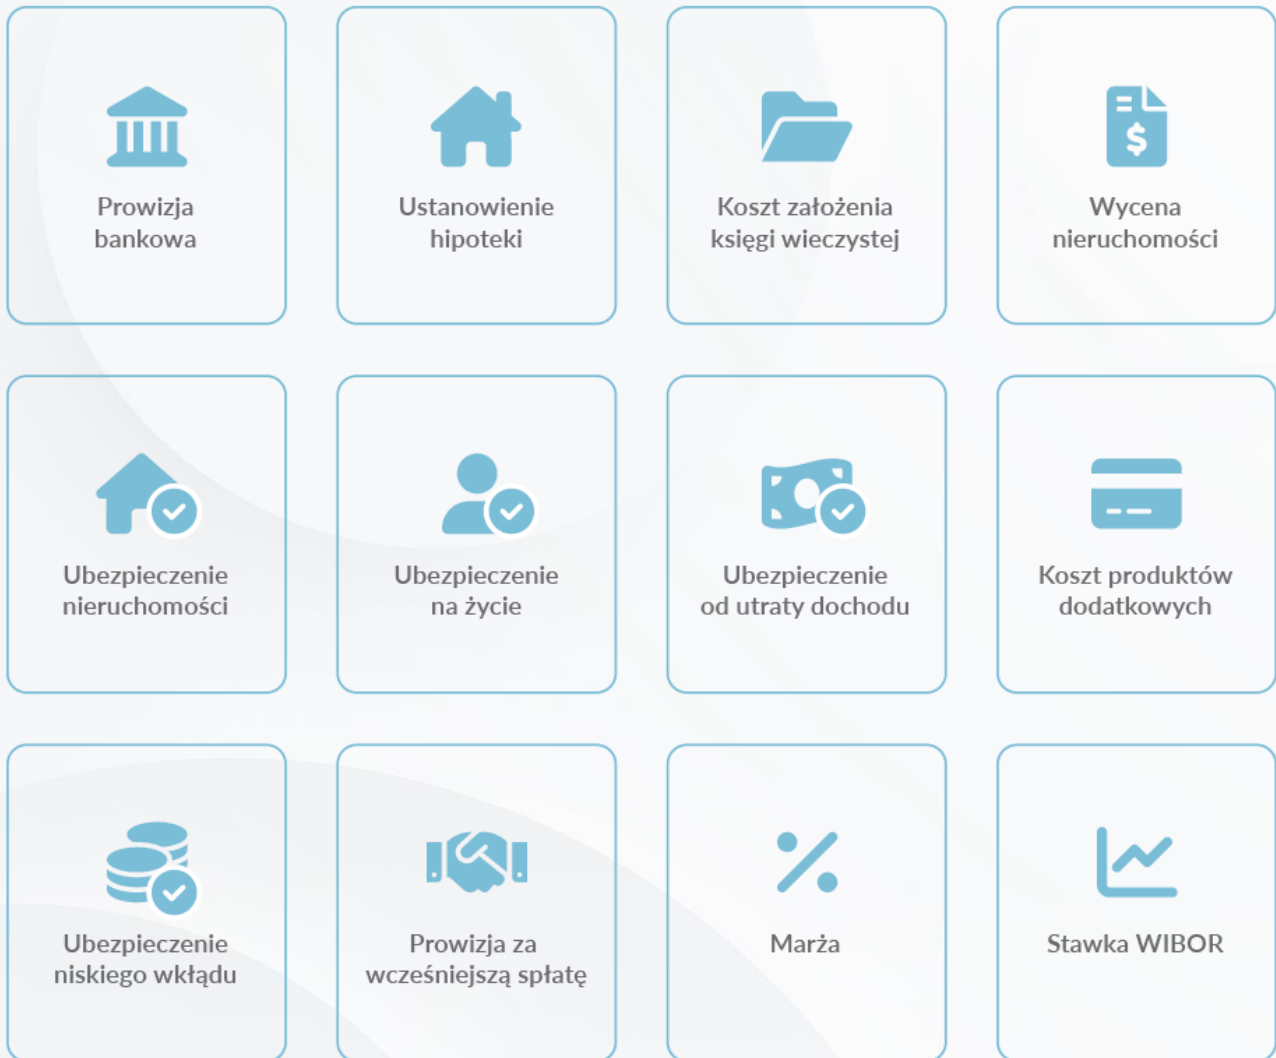 Prowizja
bankowa
Ustanowienie
hipoteki
Koszt założenia
księgi wieczystej
Wycena
nieruchomości
Ubezpieczenie
nieruchomości
Ubezpieczenie
na życie
Ubezpieczenie
od utraty dochodu
Koszt produktów
dodatkowych
Ubezpieczenie
niskiego wkłądu
Prowizja za
wcześniejszą spłatę
Marża
Stawka WIBOR